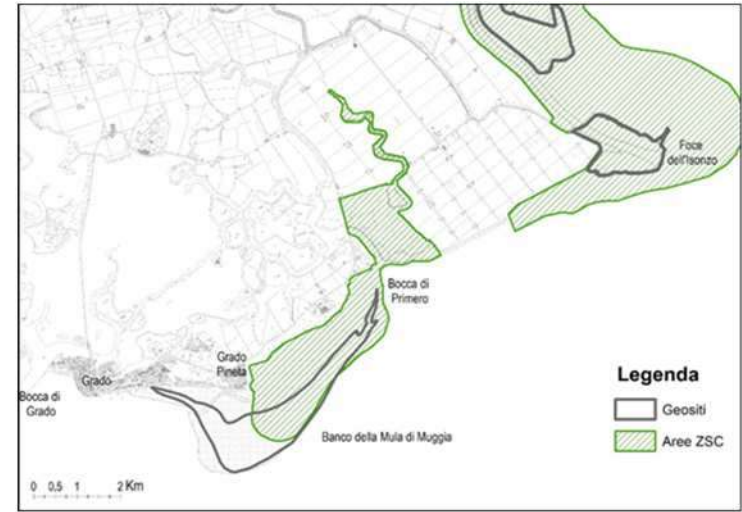 Foce
dell'Isonzo
Bocca di
Primero
Grado
Pineta
Grado
Bocca di
Grado
Banco della Mula di Muggia
Legenda
Geositi
Aree ZSC
0 0,5 1 2 Km